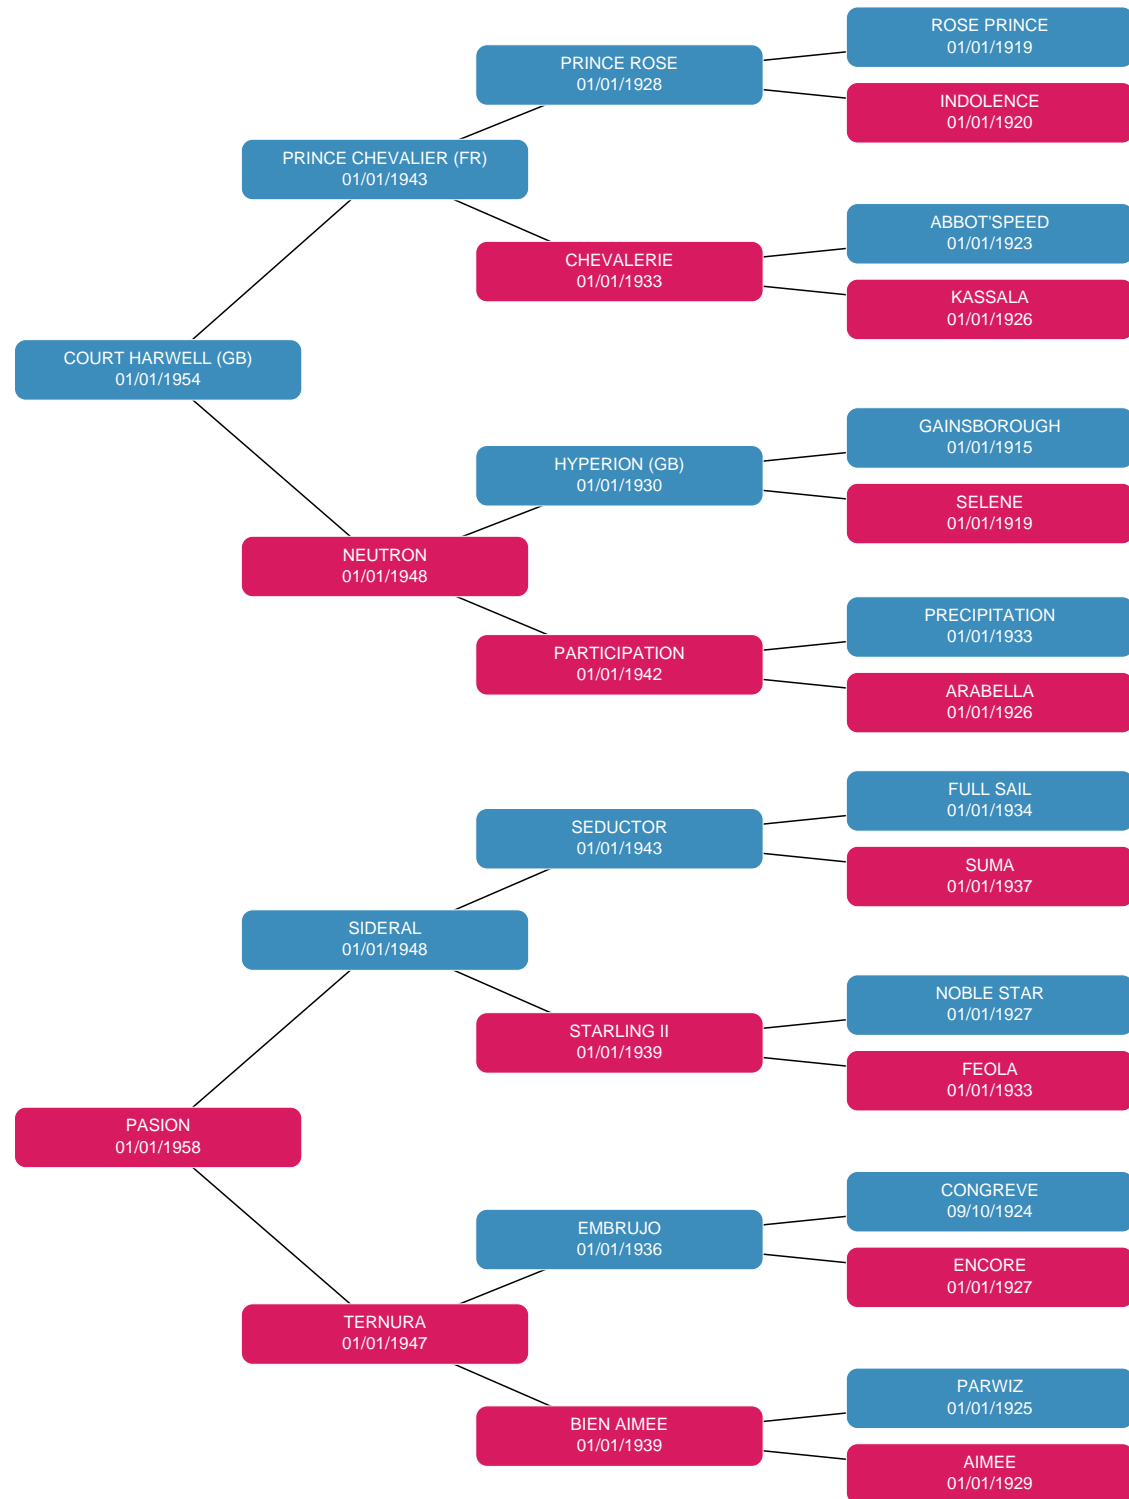 ROSE PRINCE
01/01/1919
PRINCE ROSE
01/01/1928
INDOLENCE
01/01/1920
PRINCE CHEVALIER (FR)
01/01/1943
ABBOT'SPEED
01/01/1923
CHEVALERIE
01/01/1933
KASSALA
01/01/1926
COURT HARWELL (GB)
01/01/1954
GAINSBOROUGH
01/01/1915
HYPERION (GB)
01/01/1930
SELENE
01/01/1919
NEUTRON
01/01/1948
PRECIPITATION
01/01/1933
PARTICIPATION
01/01/1942
ARABELLA
01/01/1926
FULL SAIL
01/01/1934
SEDUCTOR
01/01/1943
SUMA
01/01/1937
SIDERAL
01/01/1948
NOBLE STAR
01/01/1927
STARLING II
01/01/1939
FEOLA
01/01/1933
PASION
01/01/1958
CONGREVE
09/10/1924
EMBRUJO
01/01/1936
ENCORE
01/01/1927
TERNURA
01/01/1947
PARWIZ
01/01/1925
BIEN AIMEE
01/01/1939
AIMEE
01/01/1929